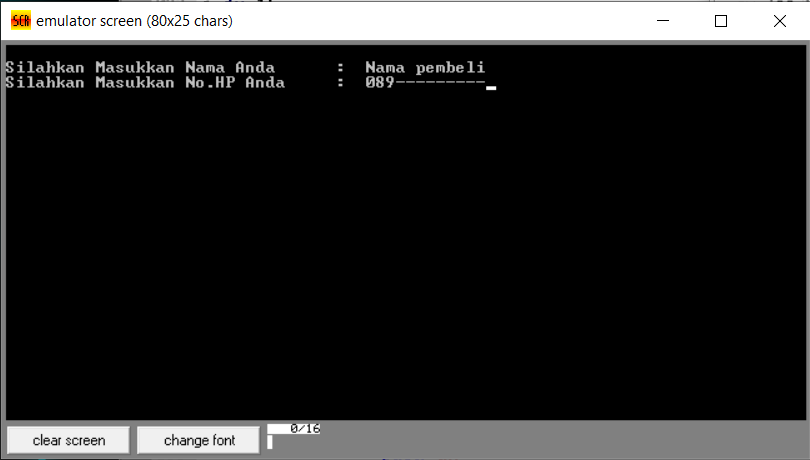 SCR emulator screen (80x25 chars)
Silahkan Masukkan Nama Anda : Nama pembeli
Silahkan Masukkan No.HP Anda : 089---------_
clear screen
change font
0/16